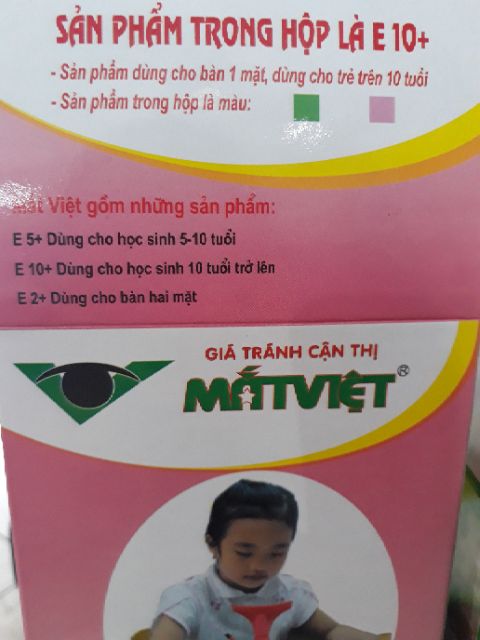 SẢN PHẨM TRONG HỘP LÀ E 10+
- Sản phẩm dùng cho bàn 1 mặt, dùng cho trẻ trên 10 tuổi
- Sản phẩm trong hộp là màu:
Mắt Việt gồm những sản phẩm:
E 5+ Dùng cho học sinh 5-10 tuổi
E 10+ Dùng cho học sinh 10 tuổi trở lên
E 2+ Dùng cho bàn hai mặt
GIÁ TRÁNH CẬN THỊ
MẮTVIỆT®